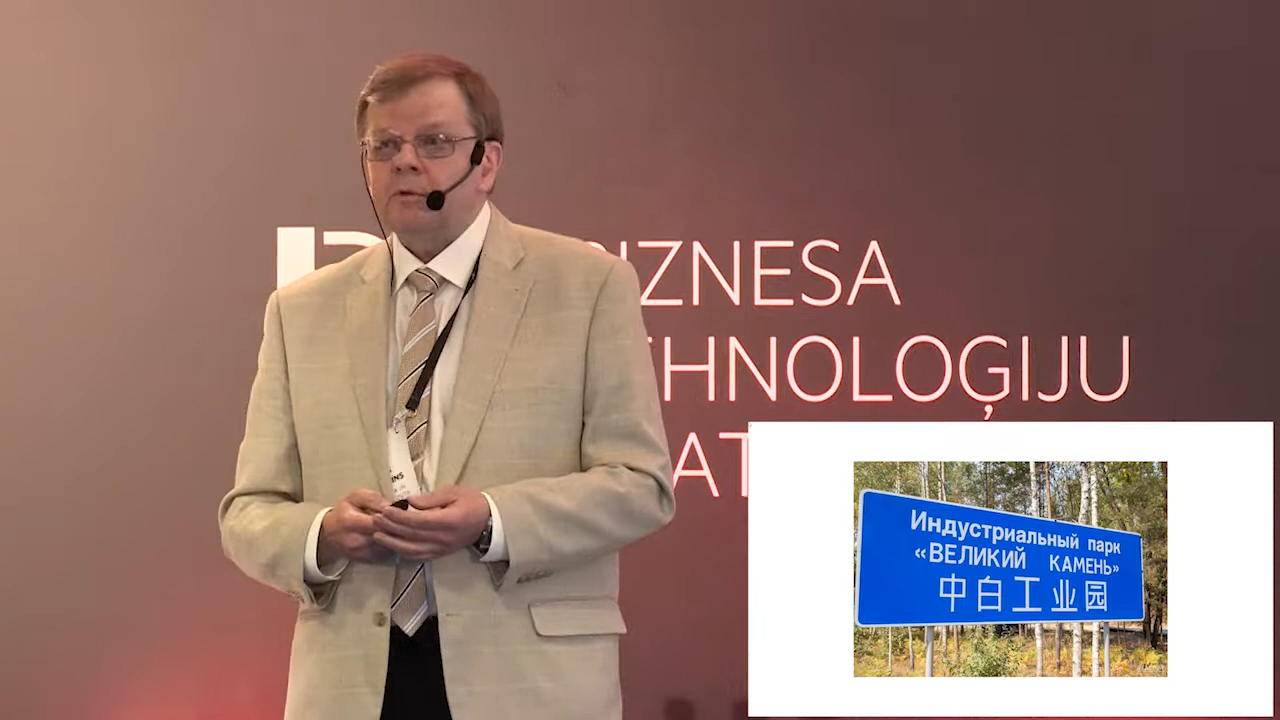 BIZNESA
TEHNOLOĢIJU
Индустриальный парк
«ВЕЛИКИЙ КАМЕНЬ»
中白工业园